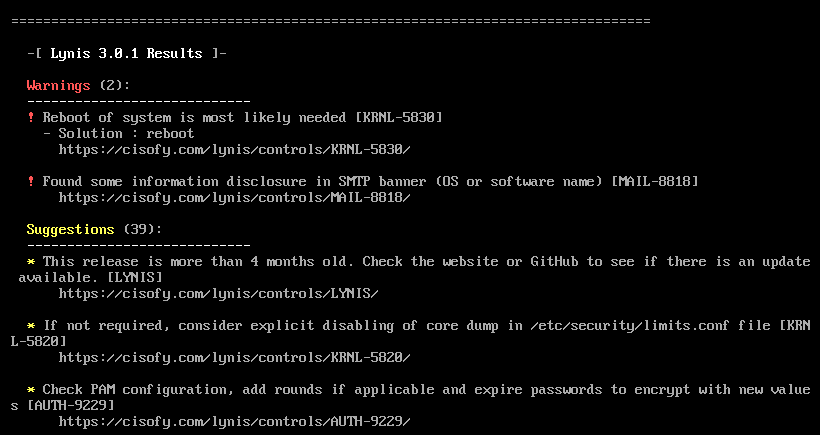 ================================================================================
-[ Lynis 3.0.1 Results ]-
Warnings (2):
----------------------------
! Reboot of system is most likely needed [KRNL-5830]
- Solution : reboot
https://cisofy.com/lynis/controls/KRNL-5830/
! Found some information disclosure in SMTP banner (OS or software name) [MAIL-8818]
https://cisofy.com/lynis/controls/MAIL-8818/
Suggestions (39):
----------------------------
* This release is more than 4 months old. Check the website or GitHub to see if there is an update
available. [LYNIS]
https://cisofy.com/lynis/controls/LYNIS/
* If not required, consider explicit disabling of core dump in /etc/security/limits.conf file [KRN
L-5820]
https://cisofy.com/lynis/controls/KRNL-5820/
* Check PAM configuration, add rounds if applicable and expire passwords to encrypt with new value
s [AUTH-9229]
https://cisofy.com/lynis/controls/AUTH-9229/